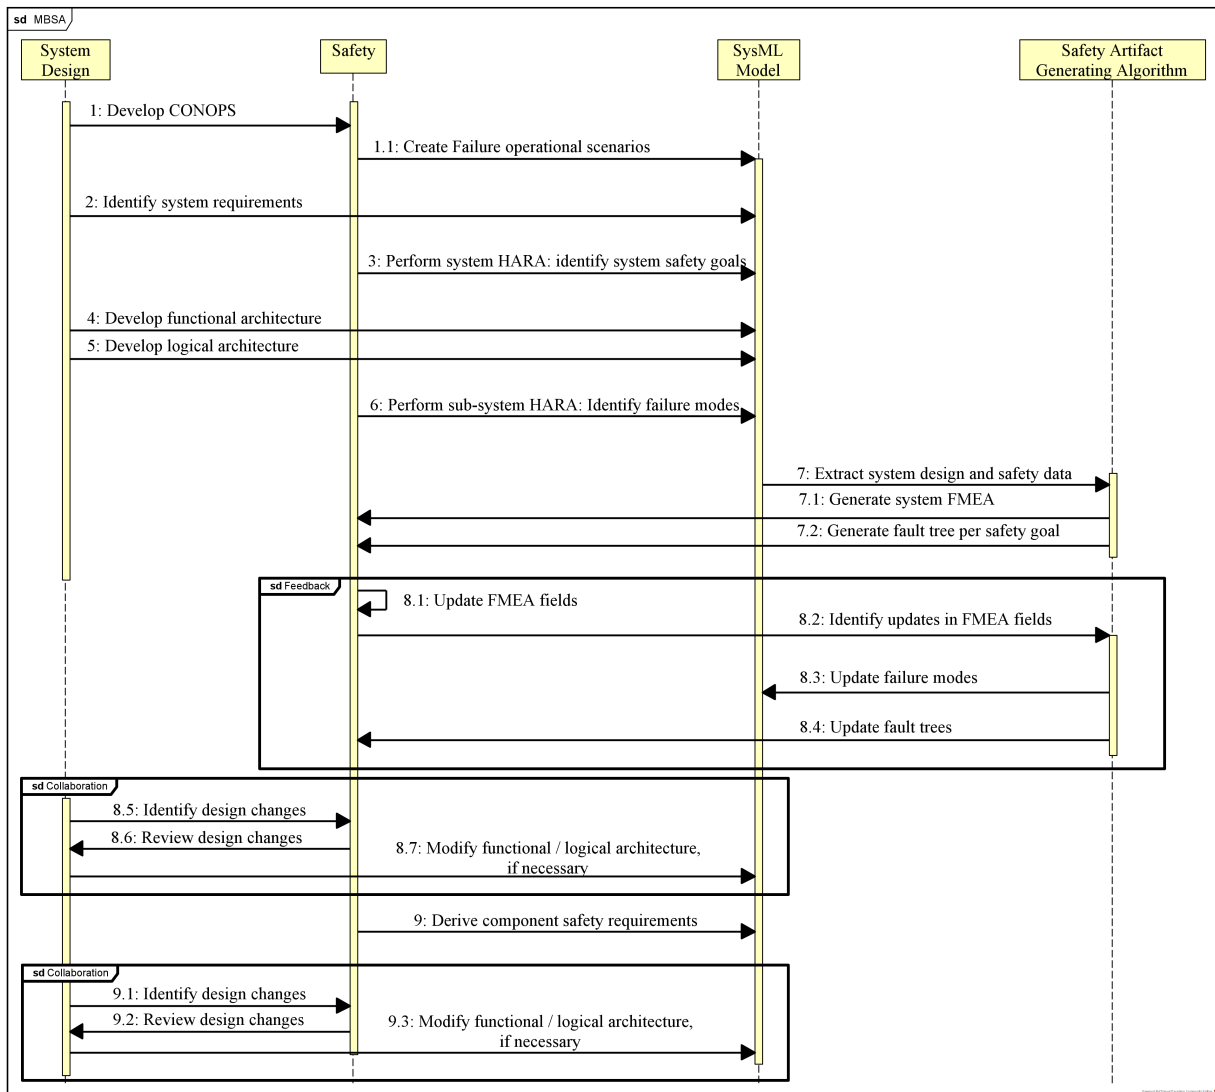 sd MBSA
System
Design
Safety
SysML
Model
Safety Artifact
Generating Algorithm
1: Develop CONOPS
1.1: Create Failure operational scenarios
2: Identify system requirements
3: Perform system HARA: identify system safety goals
4: Develop functional architecture
5: Develop logical architecture
6: Perform sub-system HARA: Identify failure modes
7: Extract system design and safety data
7.1: Generate system FMEA
7.2: Generate fault tree per safety goal
sd Feedback
8.1: Update FMEA fields
8.2: Identify updates in FMEA fields
8.3: Update failure modes
8.4: Update fault trees
sd Collaboration
8.5: Identify design changes
8.6: Review design changes
8.7: Modify functional / logical architecture,
if necessary
9: Derive component safety requirements
sd Collaboration
9.1: Identify design changes
9.2: Review design changes
9.3: Modify functional / logical architecture,
if necessary